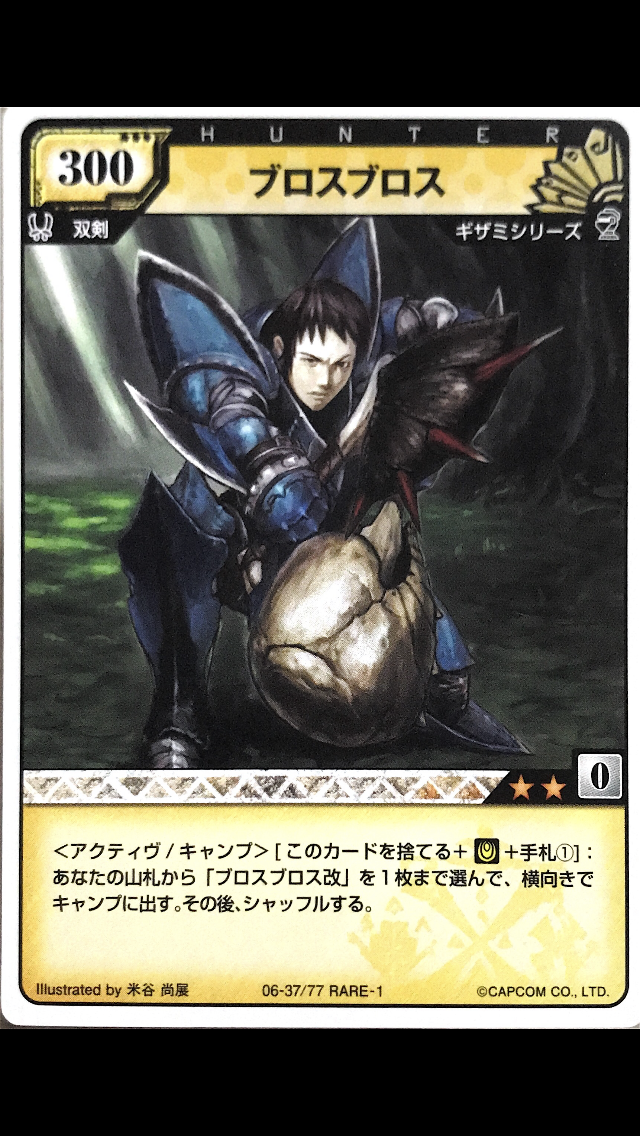 HUNTER
300
ブロスブロス
双剣
ギザミシリーズ
0
<アクティヴ / キャンプ> [ このカードを捨てる+ +手札①] :
あなたの山札から「ブロスブロス改」を1枚まで選んで、横向きで
キャンプに出す。その後、シャッフルする。
Illustrated by 米谷 尚展
06-37/77 RARE-1
©CAPCOM CO., LTD.